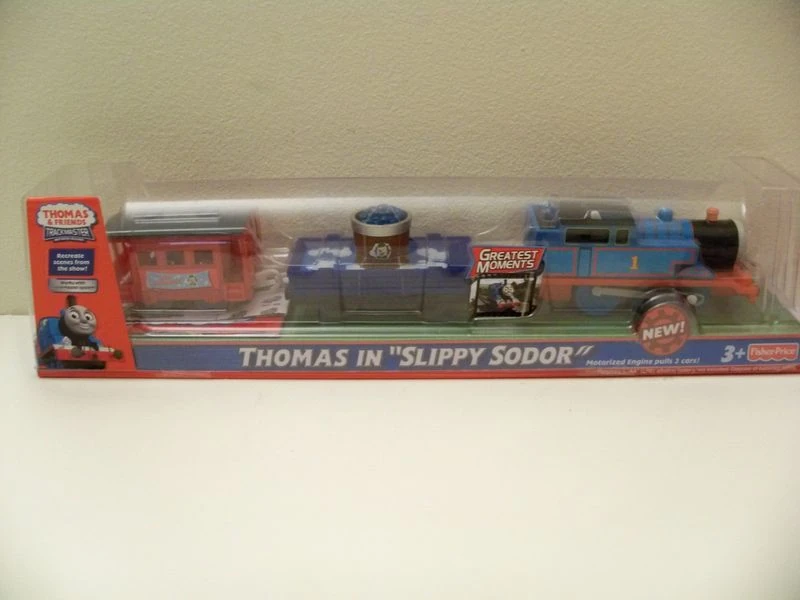 THOMAS
& FRIENDS
TRACKMASTER
Recreate
scenes from
the show!
GREATEST
MOMENTS
1
NEW!
THOMAS IN "SLIPPY SODOR"
Motorized Engine pulls 2 cars!
3+
Fisher-Price